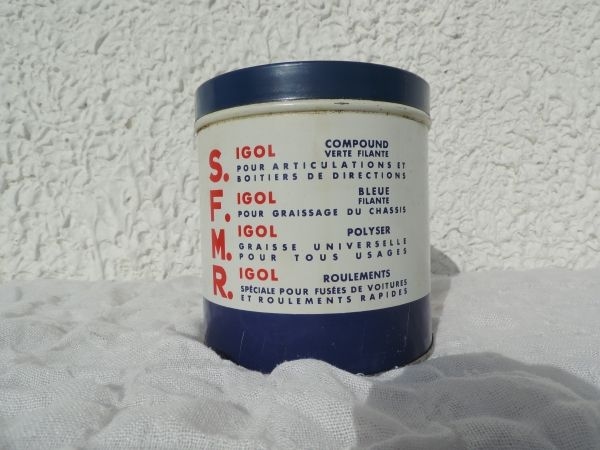 S. IGOL COMPOUND
VERTE FILANTE
POUR ARTICULATIONS ET
BOITIERS DE DIRECTIONS
F. IGOL BLEUE
FILANTE
POUR GRAISSAGE DU CHASSIS
M. IGOL POLYSER
GRAISSE UNIVERSELLE
POUR TOUS USAGES
R. IGOL ROULEMENTS
SPÉCIALE POUR FUSÉES DE VOITURES
ET ROULEMENTS RAPIDES